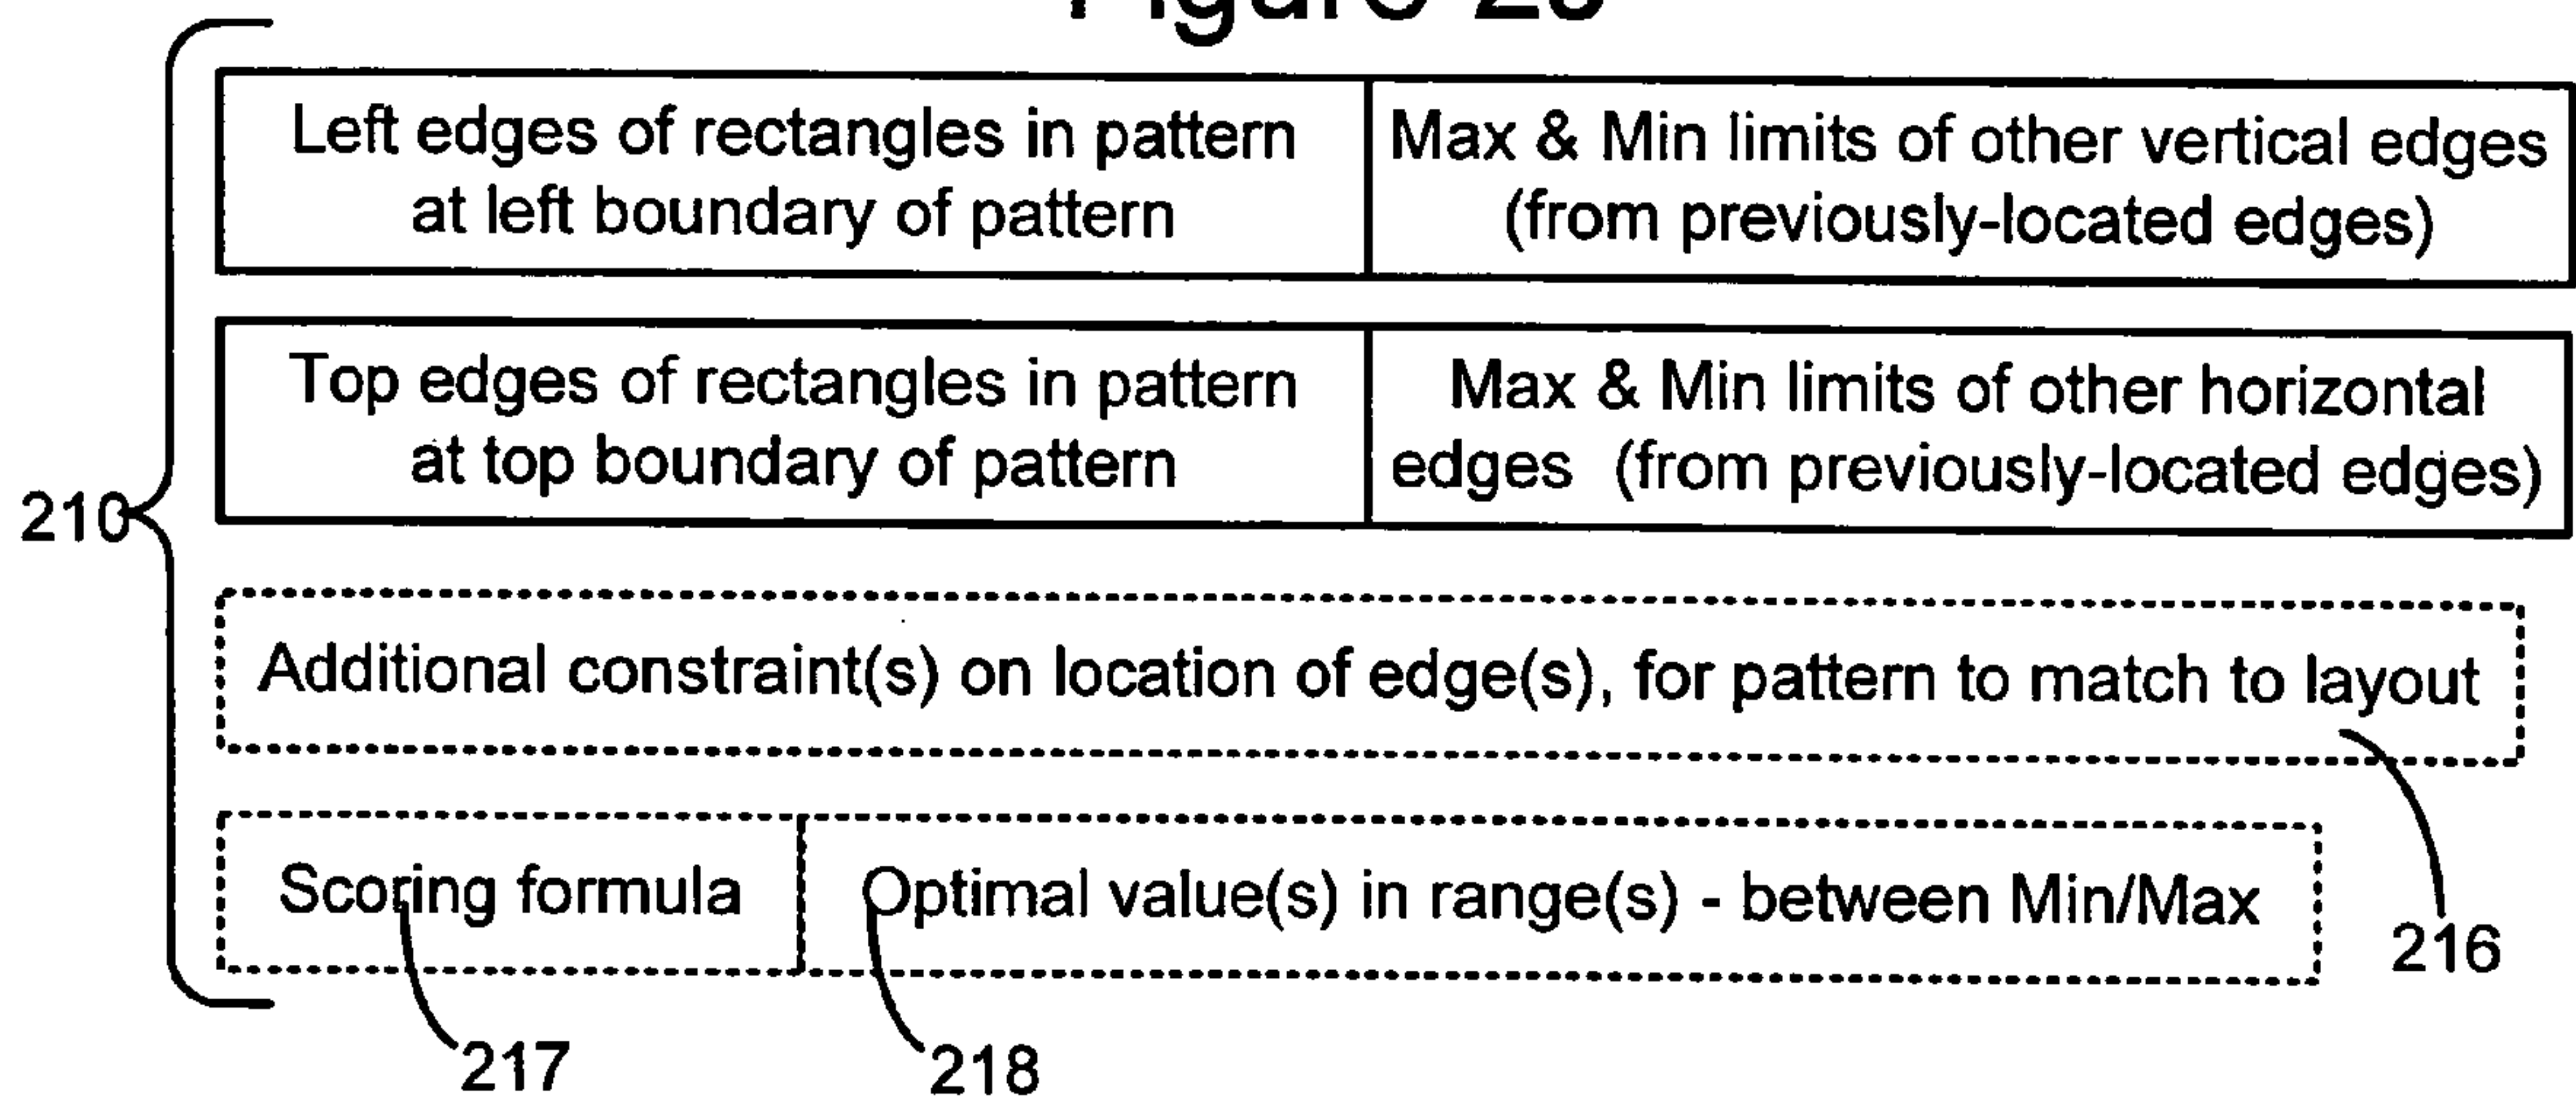 Left edges of rectangles in pattern
at left boundary of pattern
Max & Min limits of other vertical edges
(from previously-located edges)
Top edges of rectangles in pattern
at top boundary of pattern
Max & Min limits of other horizontal
edges (from previously-located edges)
210
Additional constraint(s) on location of edge(s), for pattern to match to layout
Scoring formula
Optimal value(s) in range(s) - between Min/Max
216
217
218